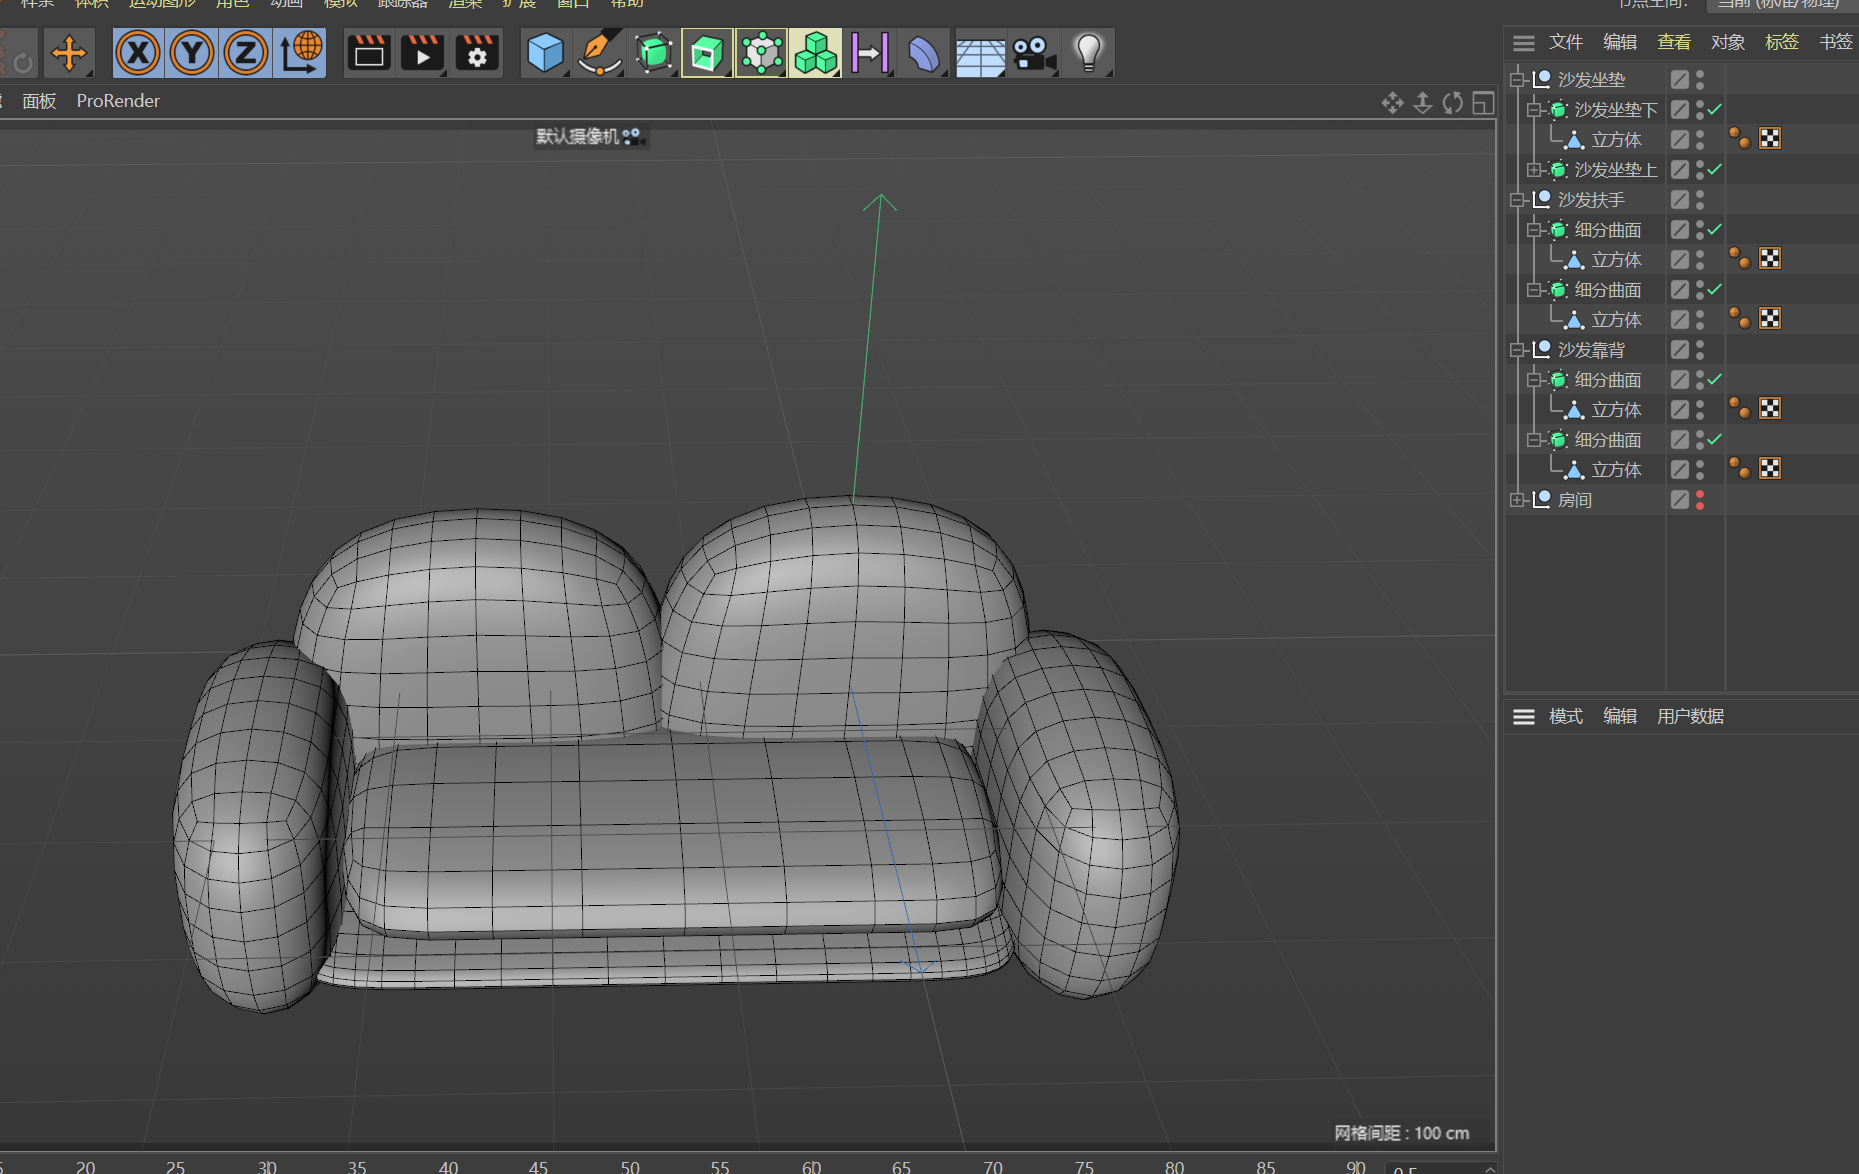 样条 体积 运动图形 角色 动画 模拟 跟踪器 渲染 扩展 窗口 帮助
节点空间: 当前 (标准/物理)
X Y Z
文件 编辑 查看 对象 标签 书签
面板 ProRender
默认摄像机
沙发坐垫
沙发坐垫下
立方体
沙发坐垫上
沙发扶手
细分曲面
立方体
细分曲面
立方体
沙发靠背
细分曲面
立方体
细分曲面
立方体
房间
模式 编辑 用户数据
网格间距 : 100 cm
20 25 30 35 40 45 50 55 60 65 70 75 80 85 90 0 F